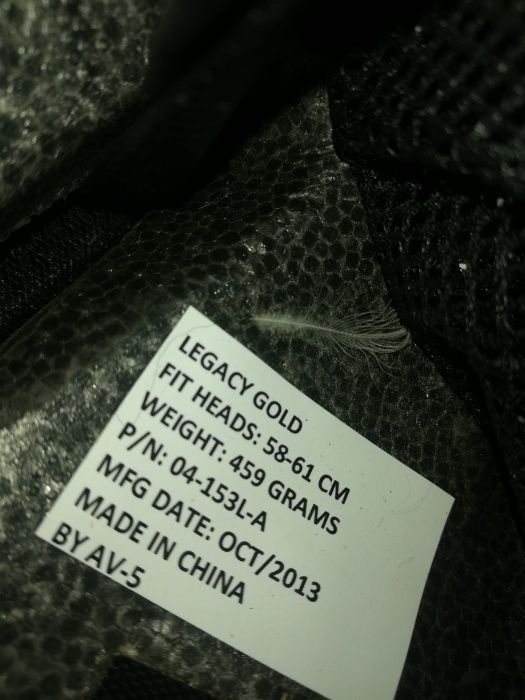 LEGACY GOLD
FIT HEADS: 58-61 CM
WEIGHT: 459 GRAMS
P/N: 04-153L-A
MFG DATE: OCT/2013
MADE IN CHINA
BY AV-5